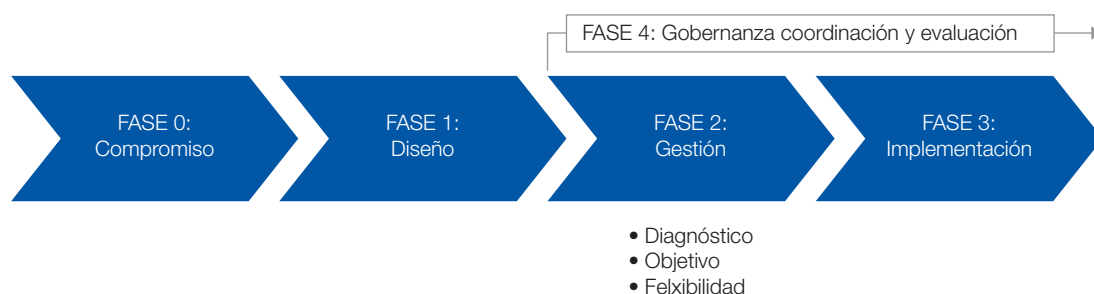 FASE 4: Gobernanza coordinación y evaluación
FASE 0:
Compromiso
FASE 1:
Diseño
FASE 2:
Gestión
FASE 3:
Implementación
• Diagnóstico
• Objetivo
• Felxibilidad